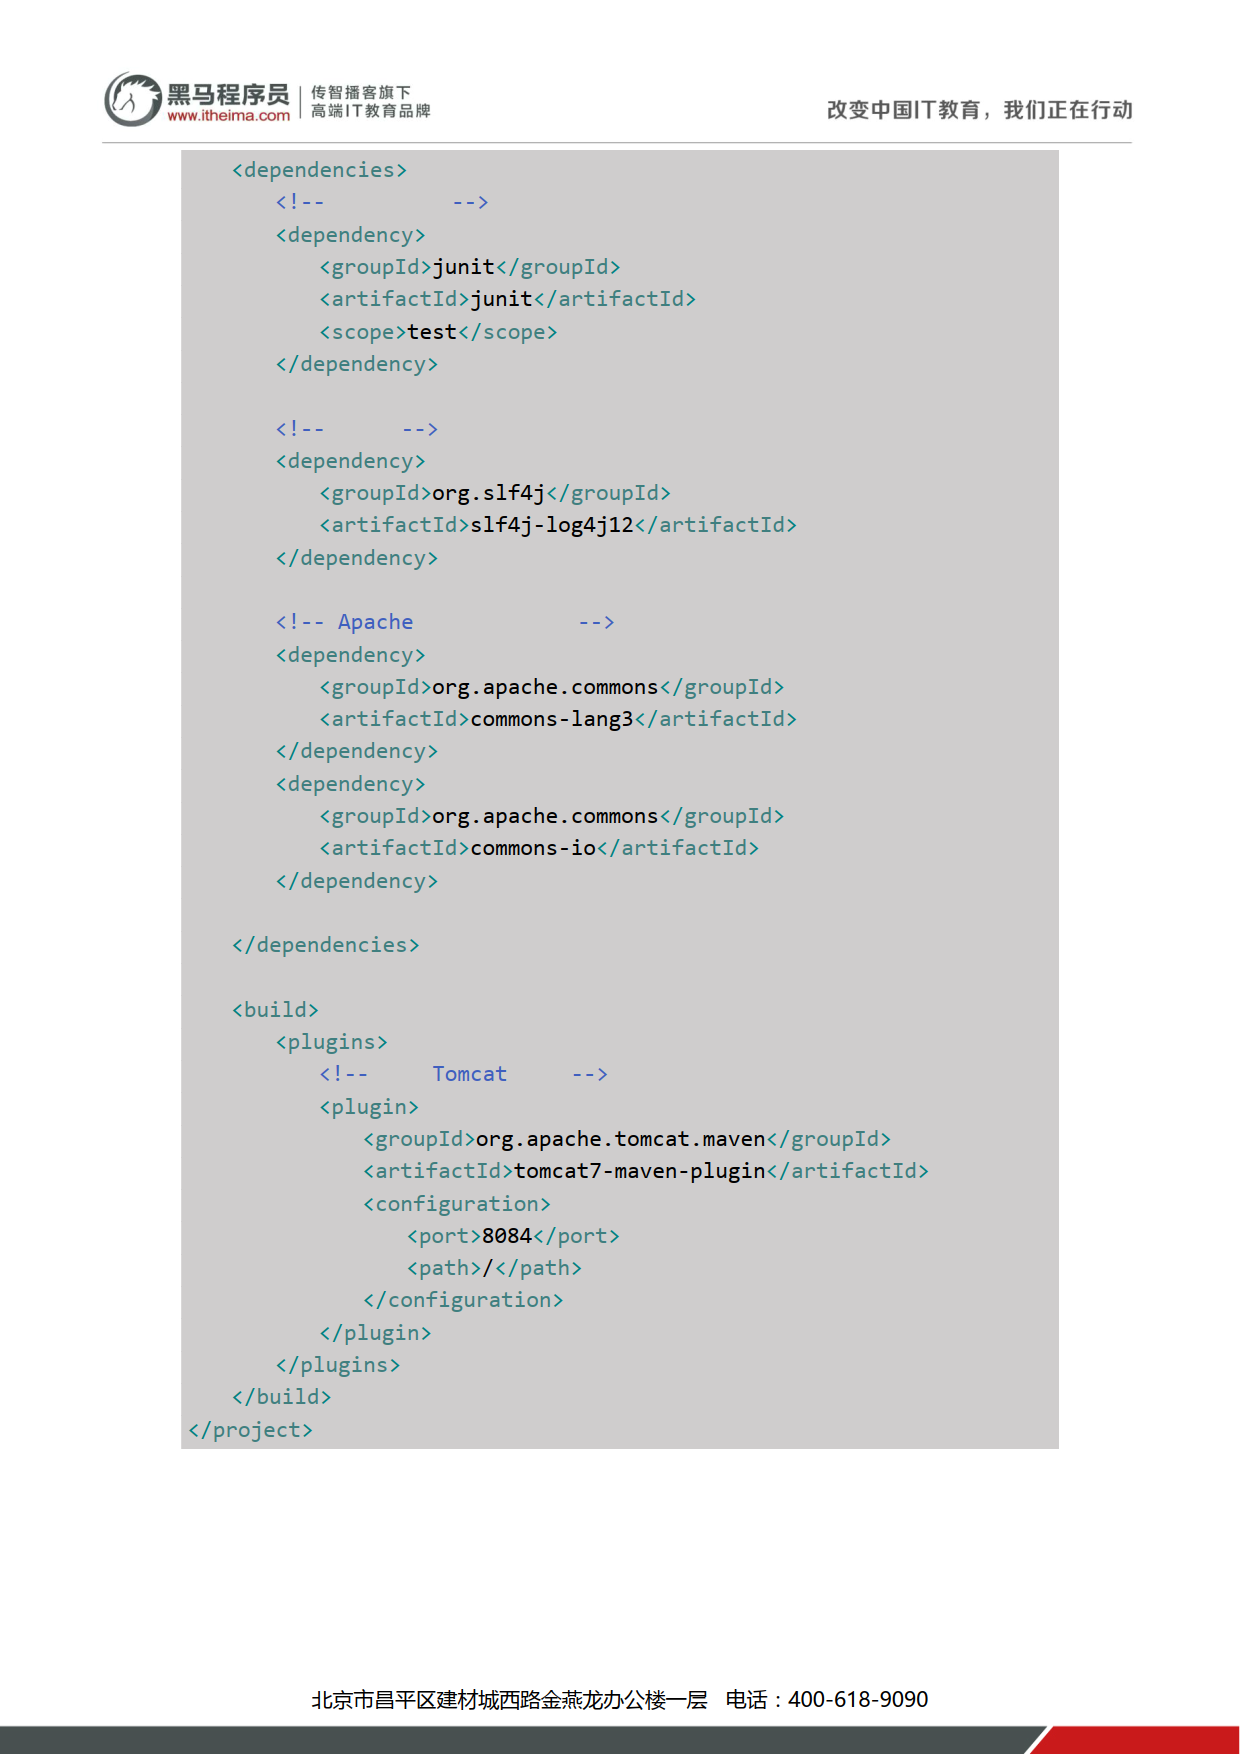 黑马程序员
www.itheima.com
传智播客旗下
高端IT教育品牌
改变中国IT教育，我们正在行动
<dependencies>
<!-- -->
<dependency>
<groupId>junit</groupId>
<artifactId>junit</artifactId>
<scope>test</scope>
</dependency>
<!-- -->
<dependency>
<groupId>org.slf4j</groupId>
<artifactId>slf4j-log4j12</artifactId>
</dependency>
<!-- Apache -->
<dependency>
<groupId>org.apache.commons</groupId>
<artifactId>commons-lang3</artifactId>
</dependency>
<dependency>
<groupId>org.apache.commons</groupId>
<artifactId>commons-io</artifactId>
</dependency>
</dependencies>
<build>
<plugins>
<!-- Tomcat -->
<plugin>
<groupId>org.apache.tomcat.maven</groupId>
<artifactId>tomcat7-maven-plugin</artifactId>
<configuration>
<port>8084</port>
<path>/</path>
</configuration>
</plugin>
</plugins>
</build>
</project>
北京市昌平区建材城西路金燕龙办公楼一层 电话：400-618-9090